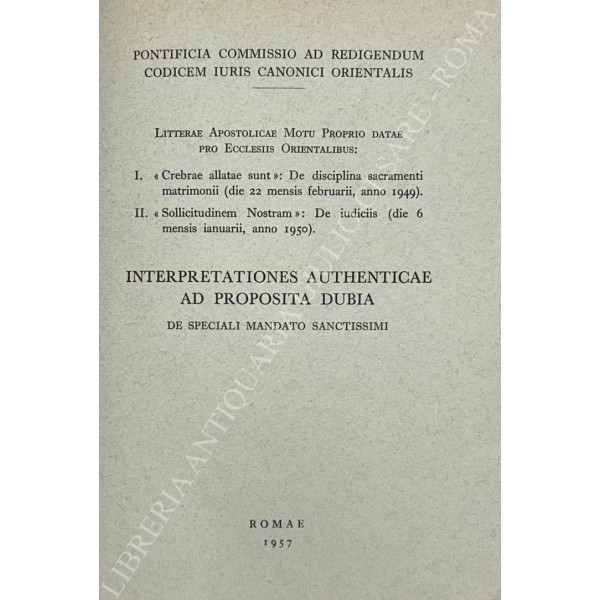 PONTIFICIA COMMISSIO AD REDIGENDUM
CODICEM IURIS CANONICI ORIENTALIS
Litterae Apostolicae Motu Proprio datae
pro Ecclesiis Orientalibus:
I. « Crebrae allatae sunt »: De disciplina sacramenti
matrimonii (die 22 mensis februarii, anno 1949).
II. « Sollicitudinem Nostram »: De iudiciis (die 6
mensis ianuarii, anno 1950).
INTERPRETATIONES AUTHENTICAE
AD PROPOSITA DUBIA
DE SPECIALI MANDATO SANCTISSIMI
ROMAE
1957
LIBRERIA ANTIQUARIA GIULIO CESARE - ROMA